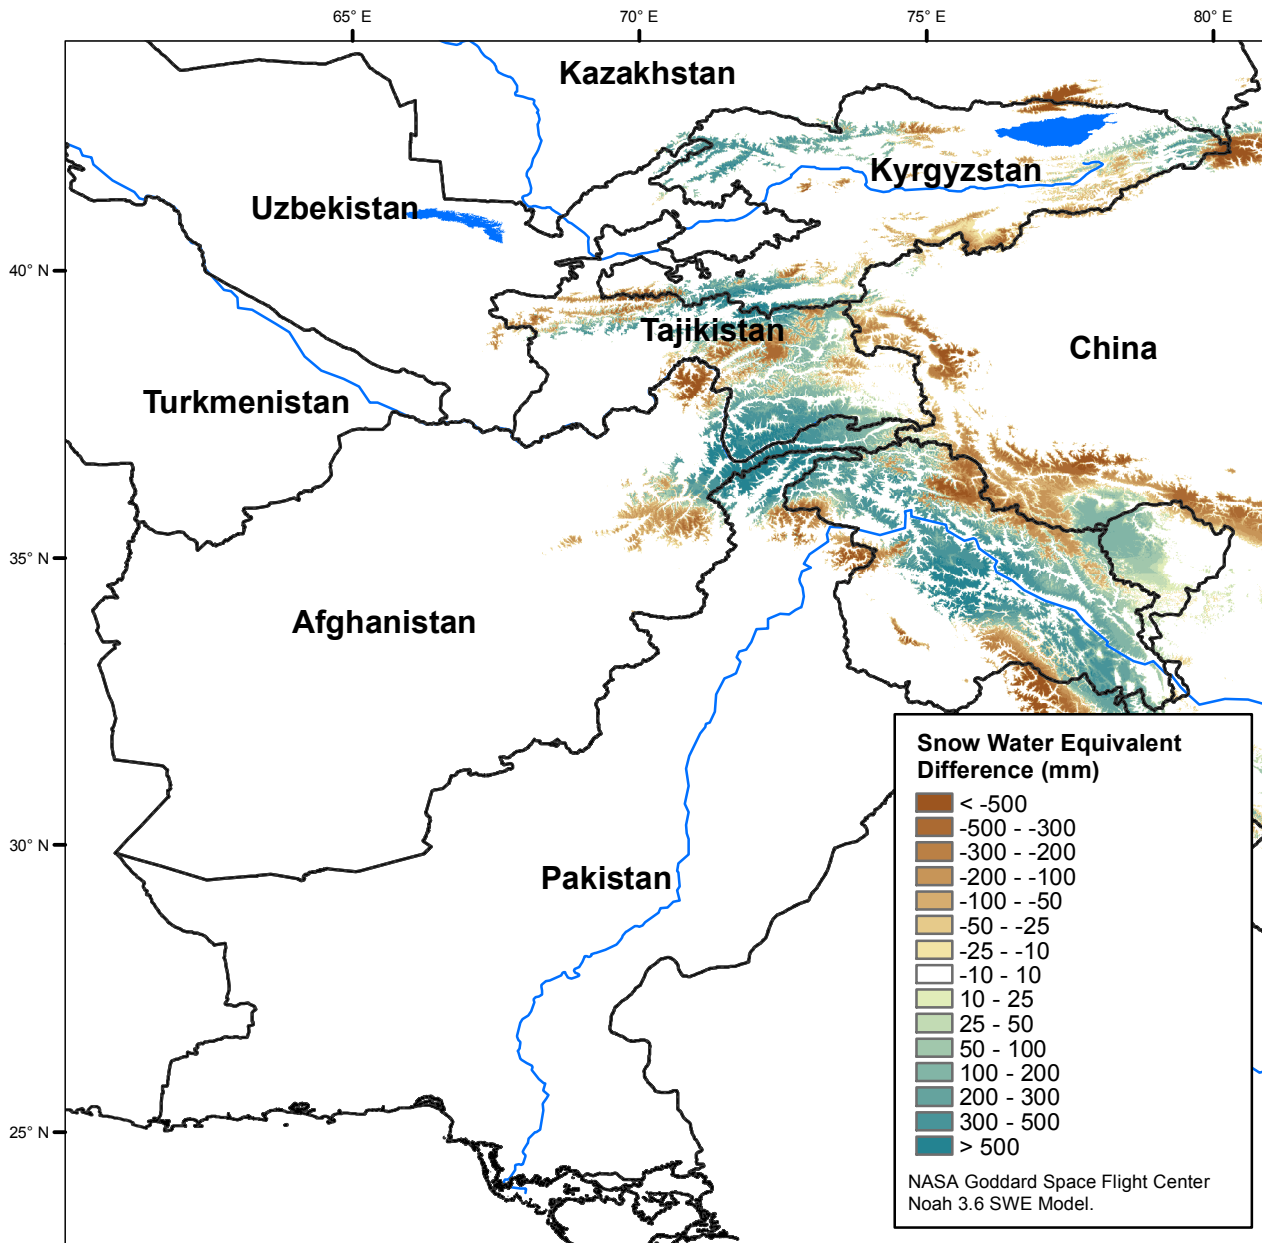 65° E
70° E
75° E
80° E
Kazakhstan
Kyrgyzstan
Uzbekistan
40° N
Tajikistan
China
Turkmenistan
35° N
Afghanistan
30° N
Pakistan
25° N
Snow Water Equivalent
Difference (mm)
< -500
-500 - -300
-300 - -200
-200 - -100
-100 - -50
-50 - -25
-25 - -10
-10 - 10
10 - 25
25 - 50
50 - 100
100 - 200
200 - 300
300 - 500
> 500
NASA Goddard Space Flight Center
Noah 3.6 SWE Model.